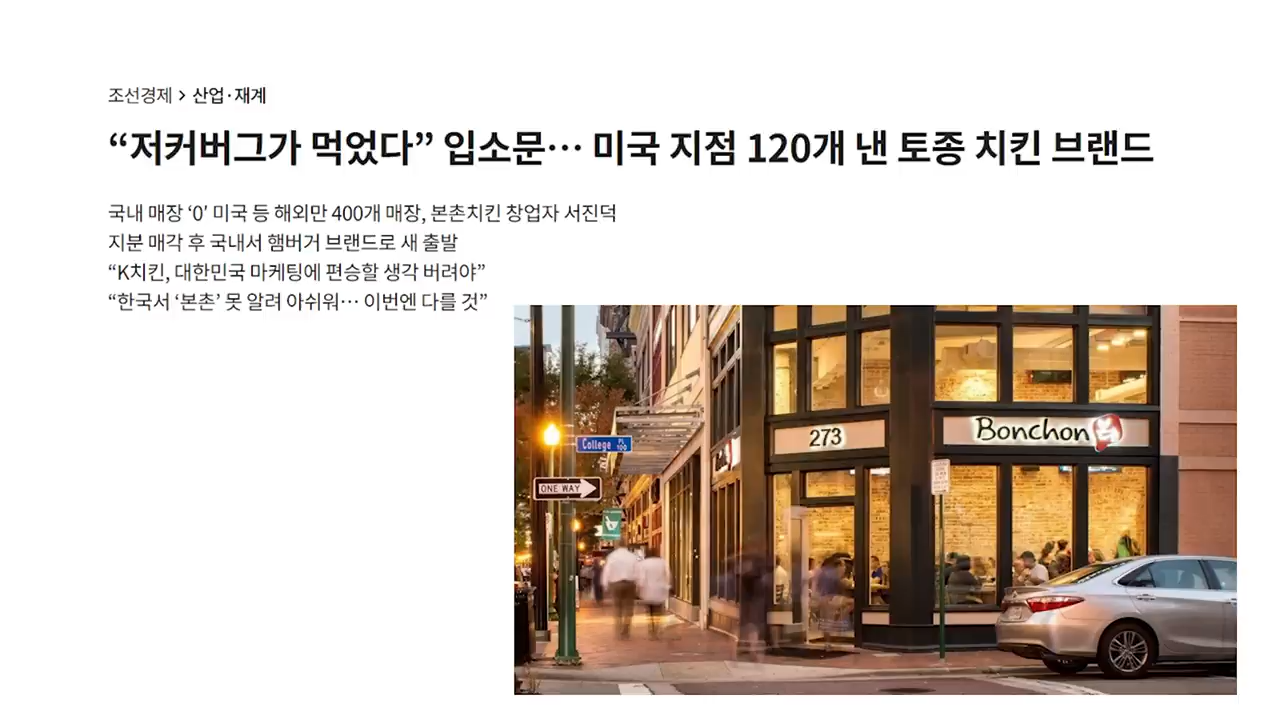 조선경제 > 산업·재계
“저커버그가 먹었다” 입소문… 미국 지점 120개 낸 토종 치킨 브랜드
국내 매장 ‘0′ 미국 등 해외만 400개 매장, 본촌치킨 창업자 서진덕
지분 매각 후 국내서 햄버거 브랜드로 새 출발
“K치킨, 대한민국 마케팅에 편승할 생각 버려야”
“한국서 ‘본촌’ 못 알려 아쉬워… 이번엔 다를 것”
273
Bonchon
College PL 100
ONE WAY